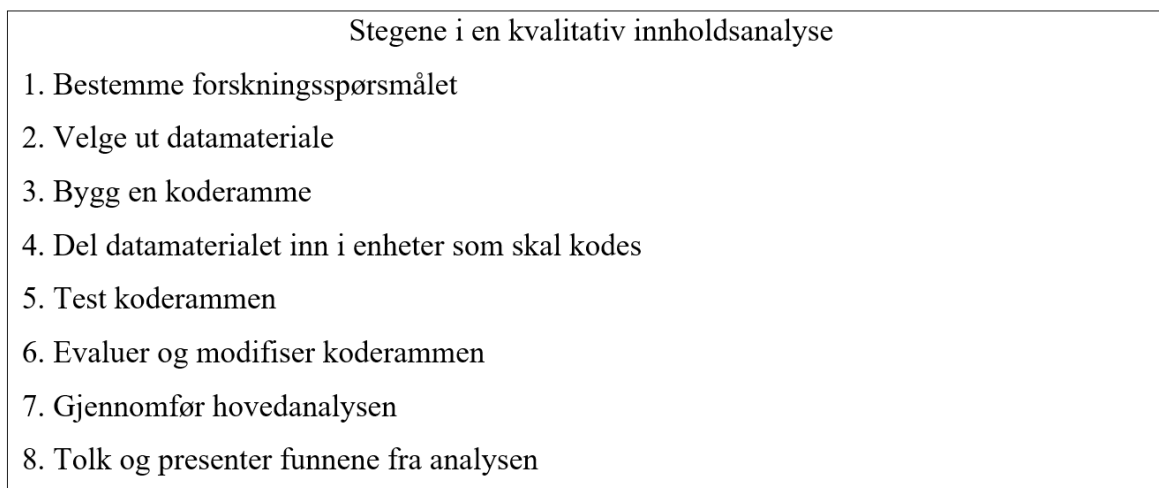 Stegene i en kvalitativ innholdsanalyse
1. Bestemme forskningsspørsmålet
2. Velge ut datamateriale
3. Bygg en koderamme
4. Del datamaterialet inn i enheter som skal kodes
5. Test koderammen
6. Evaluer og modifiser koderammen
7. Gjennomfør hovedanalysen
8. Tolk og presenter funnene fra analysen